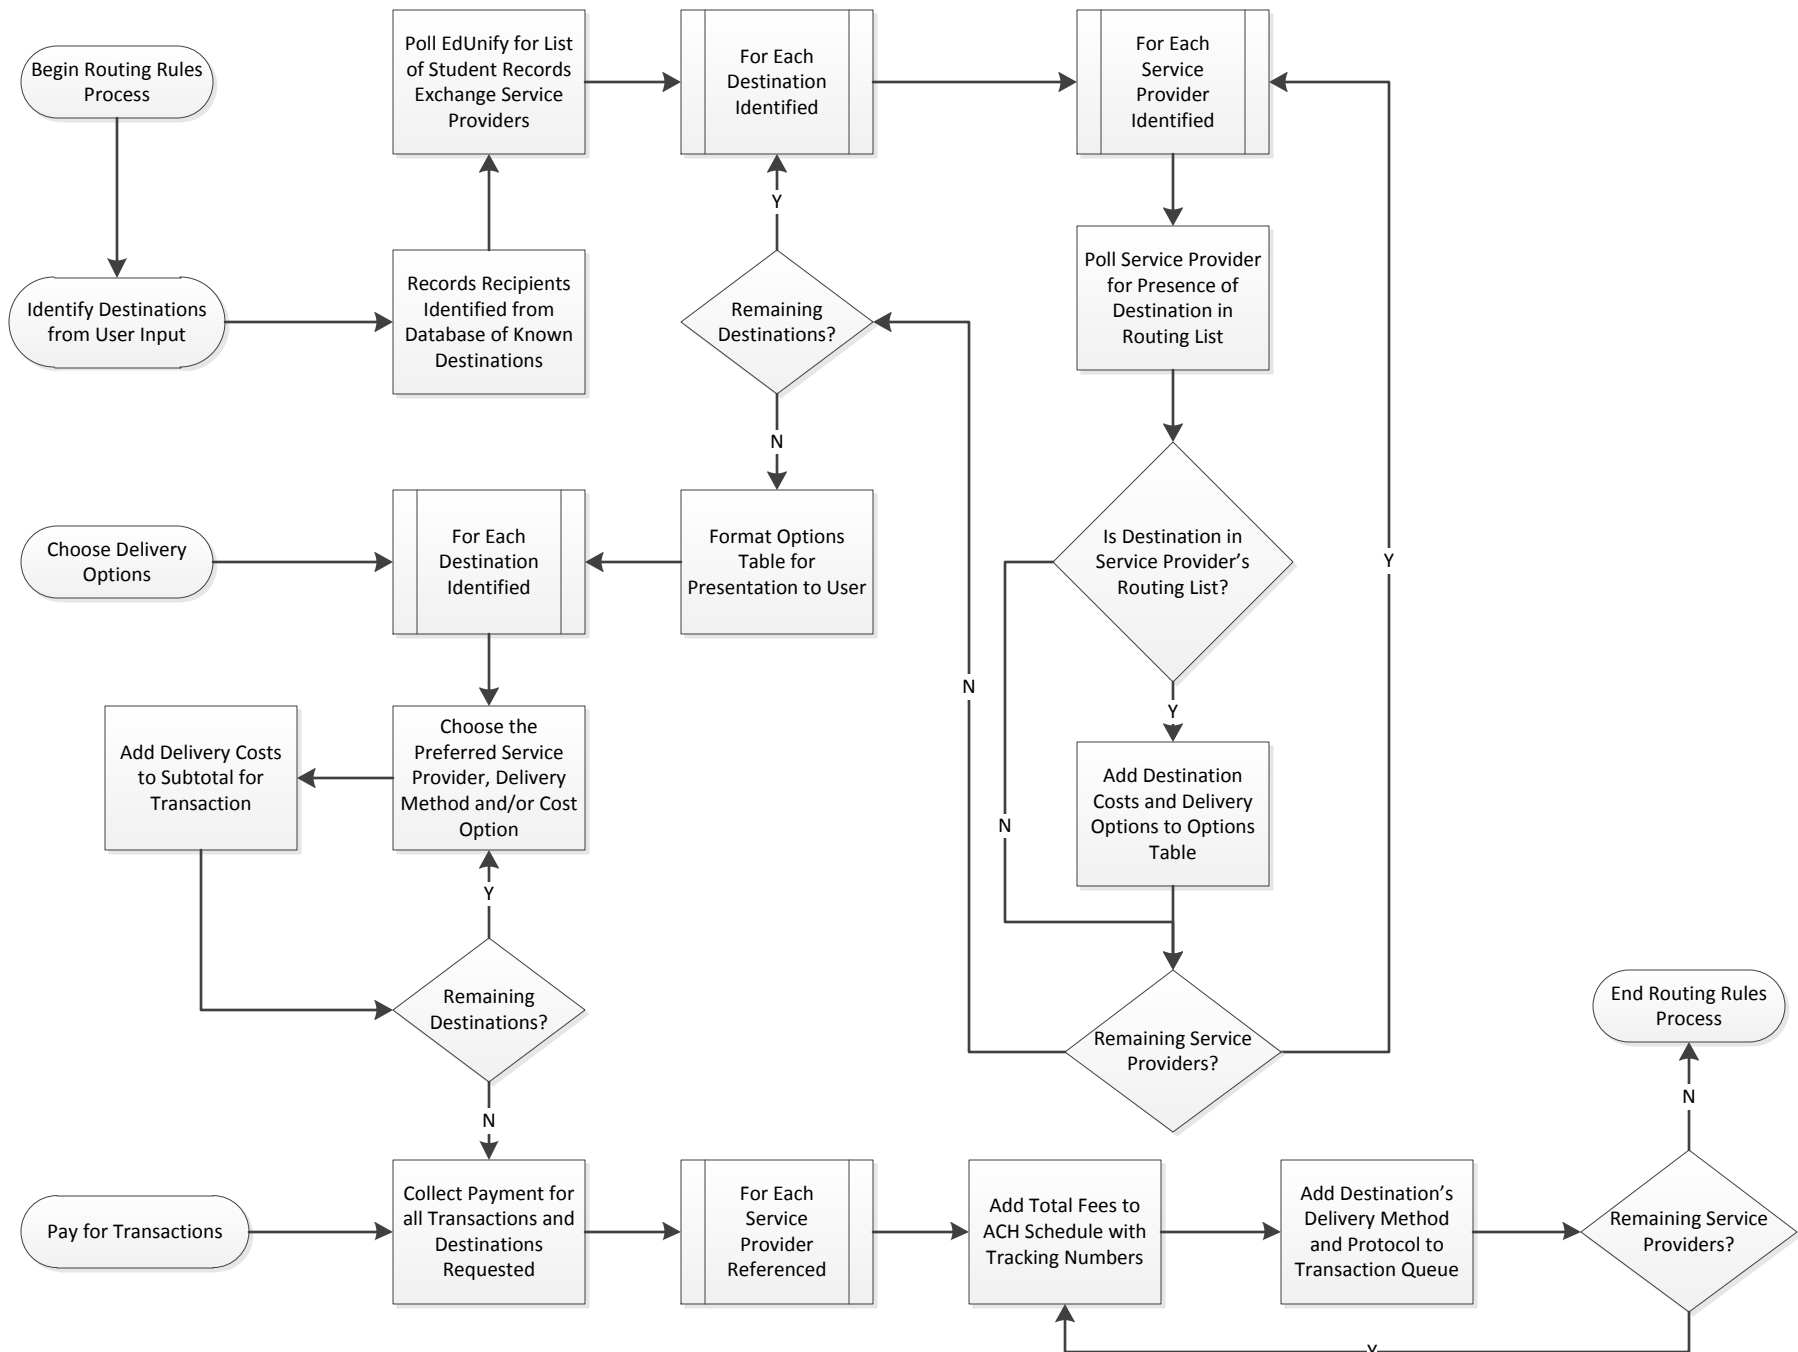 Begin Routing Rules
Process
Poll EdUnify for List
of Student Records
Exchange Service
Providers
For Each
Destination
Identified
For Each
Service
Provider
Identified
Y
Identify Destinations
from User Input
Records Recipients
Identified from
Database of Known
Destinations
Remaining
Destinations?
Poll Service Provider
for Presence of
Destination in
Routing List
N
Choose Delivery
Options
For Each
Destination
Identified
Format Options
Table for
Presentation to User
Is Destination in
Service Provider’s
Routing List?
Y
N
Y
Add Delivery Costs
to Subtotal for
Transaction
Choose the
Preferred Service
Provider, Delivery
Method and/or Cost
Option
N
Add Destination
Costs and Delivery
Options to Options
Table
Y
Remaining
Destinations?
Remaining Service
Providers?
End Routing Rules
Process
N
N
Pay for Transactions
Collect Payment for
all Transactions and
Destinations
Requested
For Each
Service
Provider
Referenced
Add Total Fees to
ACH Schedule with
Tracking Numbers
Add Destination’s
Delivery Method
and Protocol to
Transaction Queue
Remaining Service
Providers?
Y